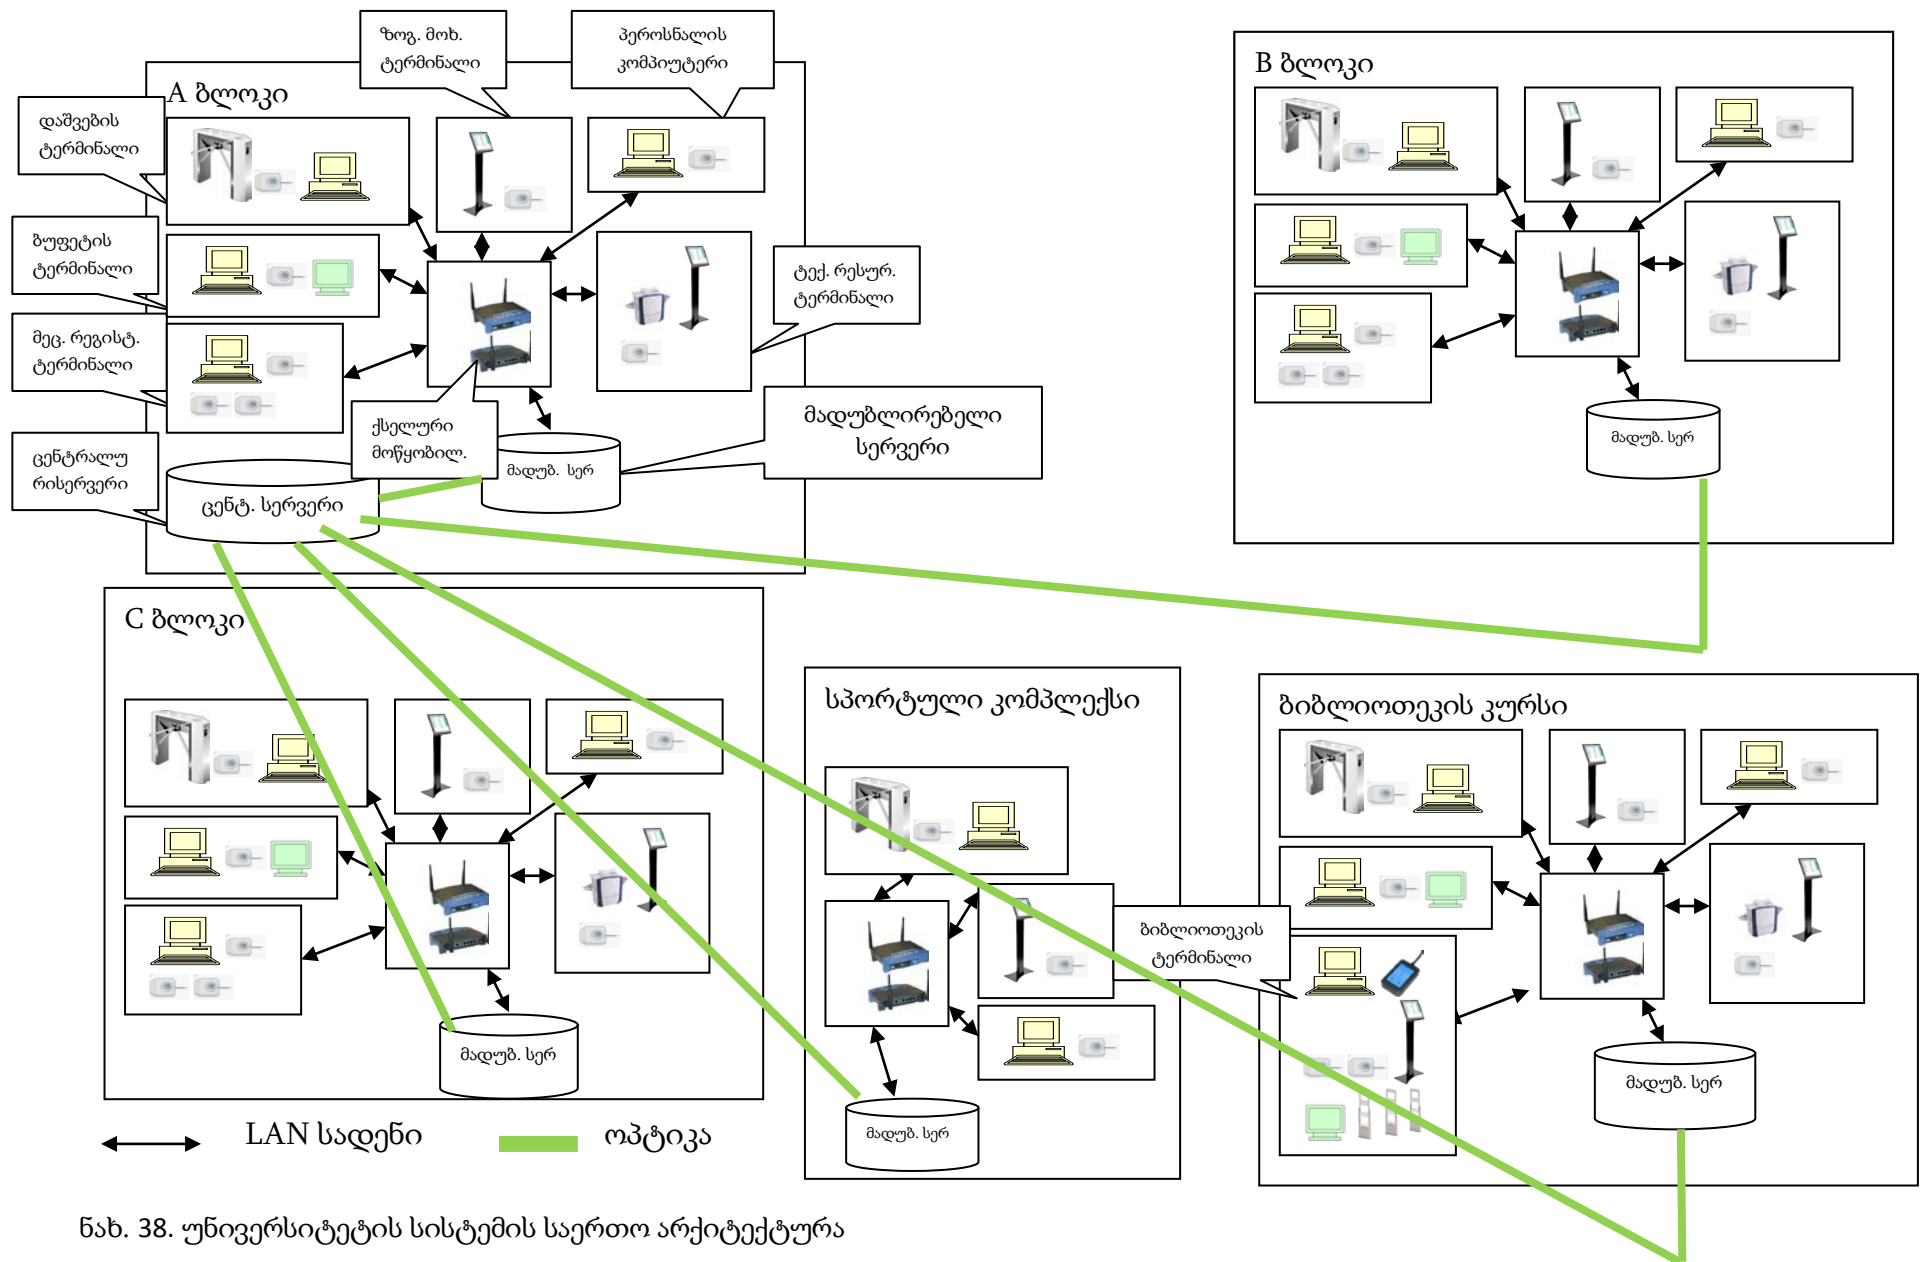 ზოგ. მოხ.
ტერმინალი
პეროსნალის
კომპიუტერი
A ბლოკი
დაშვების
ტერმინალი
ბუფეტის
ტერმინალი
მეც. რეგისტ.
ტერმინალი
ცენტრალუ
რისერვერი
ტექ. რესურ.
ტერმინალი
ქსელური
მოწყობილ.
მადუბლირებელი
სერვერი
მადუბ. სერ
ცენტ. სერვერი
B ბლოკი
მადუბ. სერ
C ბლოკი
მადუბ. სერ
სპორტული კომპლექსი
მადუბ. სერ
ბიბლიოთეკის კურსი
ბიბლიოთეკის
ტერმინალი
მადუბ. სერ
LAN სადენი
ოპტიკა
ნახ. 38. უნივერსიტეტის სისტემის საერთო არქიტექტურა